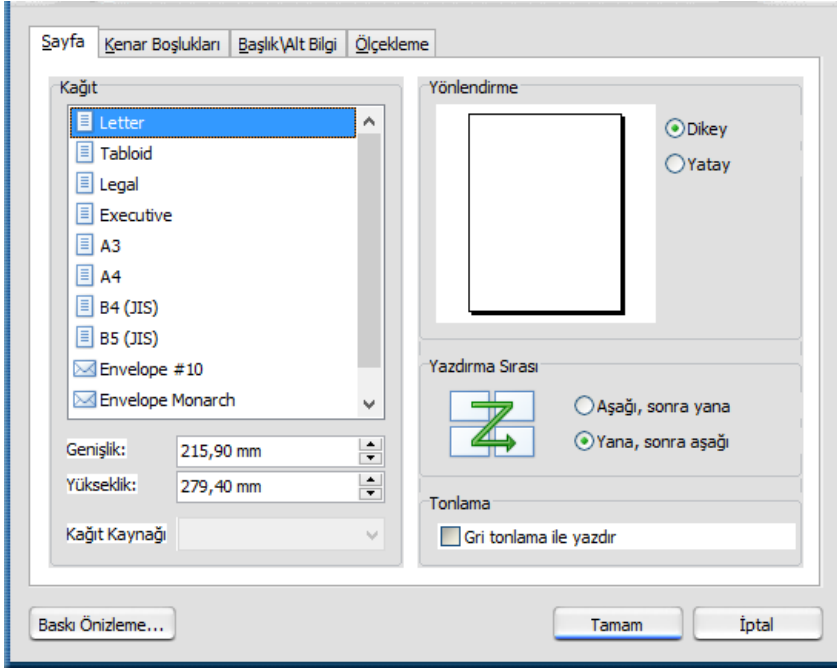 Sayfa Kenar Boşlukları Başlık\Alt Bilgi Ölçekleme
Kağıt
Letter
Tabloid
Legal
Executive
A3
A4
B4 (JIS)
B5 (JIS)
Envelope #10
Envelope Monarch
Genişlik: 215,90 mm
Yükseklik: 279,40 mm
Kağıt Kaynağı
Yönlendirme
Dikey
Yatay
Yazdırma Sırası
Aşağı, sonra yana
Yana, sonra aşağı
Tonlama
Gri tonlama ile yazdır
Baskı Önizleme... Tamam İptal